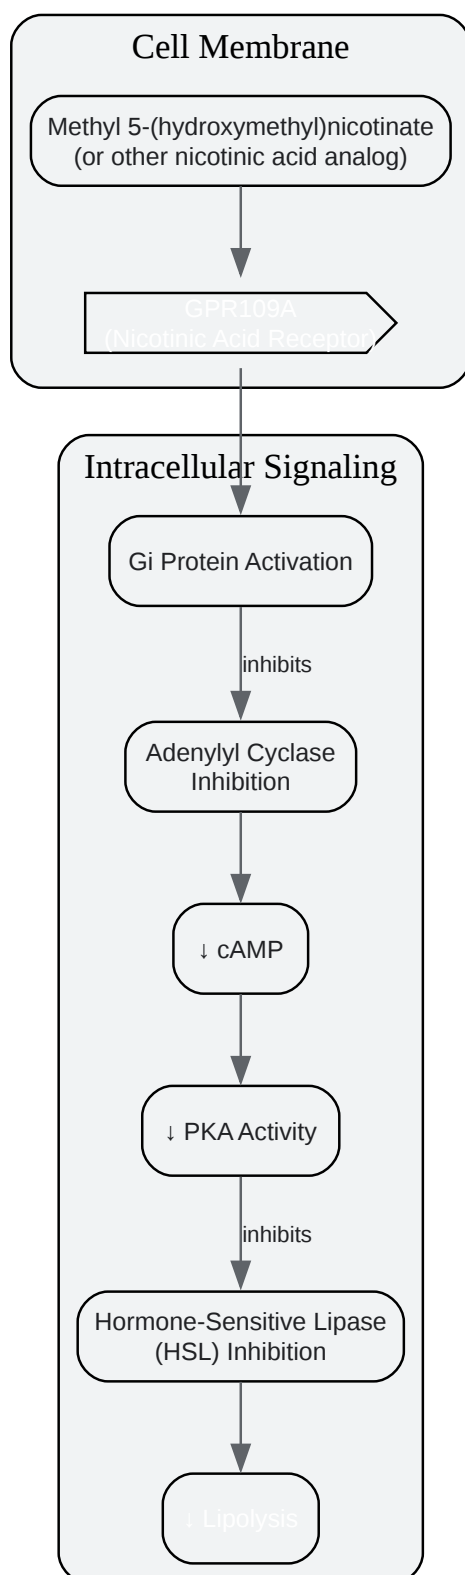 Cell Membrane
Methyl 5-(hydroxymethyl)nicotinate
(or other nicotinic acid analog)
GPR109A
(Nicotinic Acid Receptor)
Intracellular Signaling
Gi Protein Activation
inhibits
Adenylyl Cyclase
Inhibition
↓ cAMP
↓ PKA Activity
inhibits
Hormone-Sensitive Lipase
(HSL) Inhibition
↓ Lipolysis